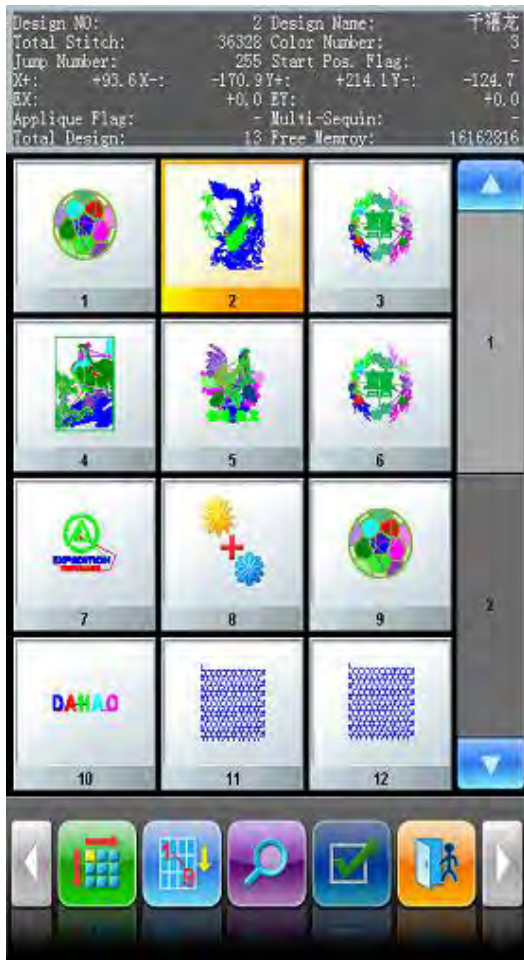 Design NO: 2 Design Name: 千禧龙
Total Stitch: 36328 Color Number: 3
Jump Number: 255 Start Pos. Flag: -
X+: +93.6 X-: -170.9 Y+: +214.1 Y-: -124.7
EX: +0.0 EY: +0.0
Applique Flag: - Multi-Sequin: -
Total Design: 13 Free Memroy: 16162816
1 2 3
1
4 5 6
EXPEDITION
7 8 9
2
DAHAO
10 11 12
1 9